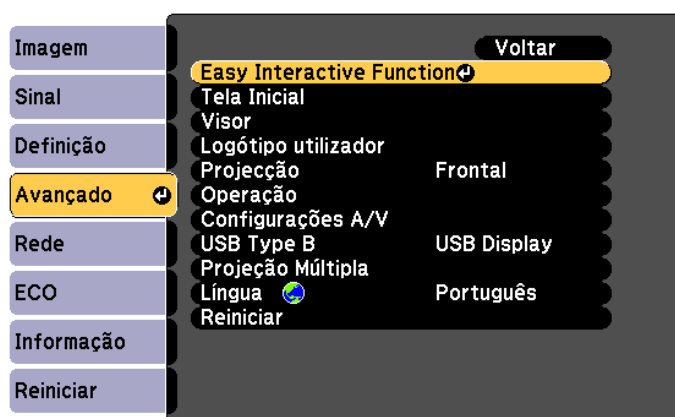 Imagem
Sinal
Definição
Avançado
Rede
ECO
Informação
Reiniciar
Voltar
Easy Interactive Function
Tela Inicial
Visor
Logótipo utilizador
Projecção Frontal
Operação
Configurações A/V
USB Type B USB Display
Projeção Múltipla
Língua Português
Reiniciar